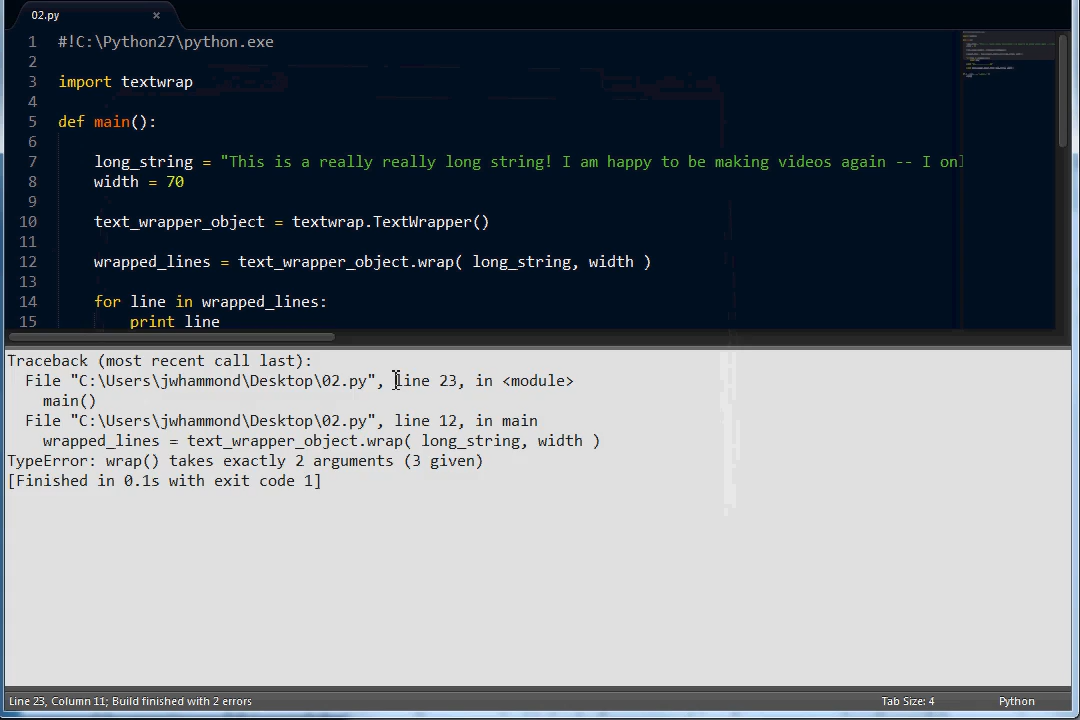 02.py ×
1 #!C:\Python27\python.exe
2
3 import textwrap
4
5 def main():
6
7 long_string = "This is a really really long string! I am happy to be making videos again -- I onl
8 width = 70
9
10 text_wrapper_object = textwrap.TextWrapper()
11
12 wrapped_lines = text_wrapper_object.wrap( long_string, width )
13
14 for line in wrapped_lines:
15 print line
Traceback (most recent call last):
File "C:\Users\jwhammond\Desktop\02.py", line 23, in <module>
main()
File "C:\Users\jwhammond\Desktop\02.py", line 12, in main
wrapped_lines = text_wrapper_object.wrap( long_string, width )
TypeError: wrap() takes exactly 2 arguments (3 given)
[Finished in 0.1s with exit code 1]
Line 23, Column 11; Build finished with 2 errors Tab Size: 4 Python